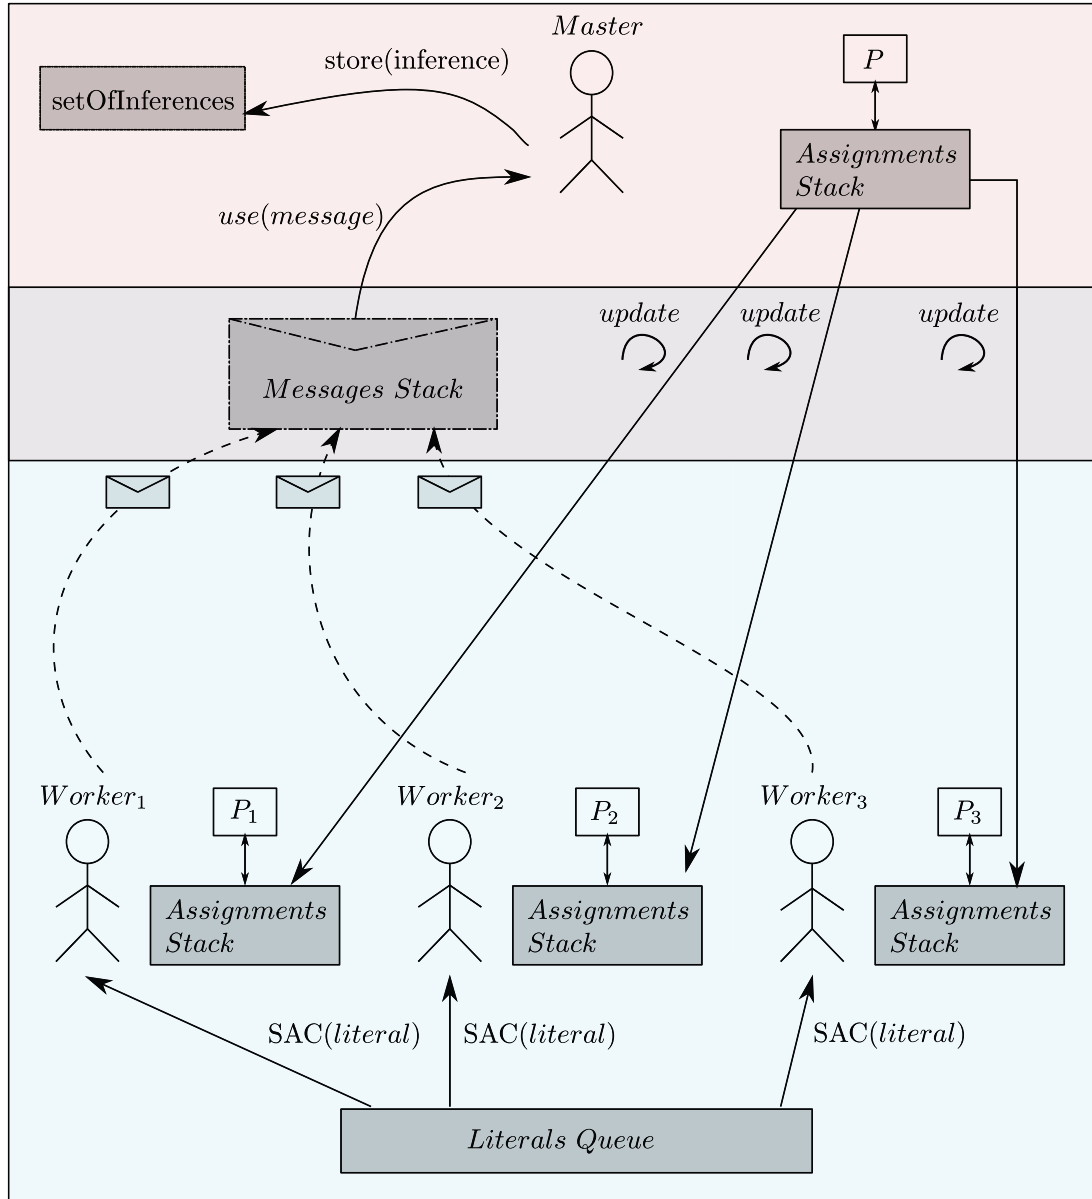 Master
store(inference)
P
setOfInferences
Assignments
Stack
use(message)
update
update
update
Messages Stack
Worker₁
P₁
Worker₂
P₂
Worker₃
P₃
Assignments
Stack
Assignments
Stack
Assignments
Stack
SAC(literal)
SAC(literal)
SAC(literal)
Literals Queue